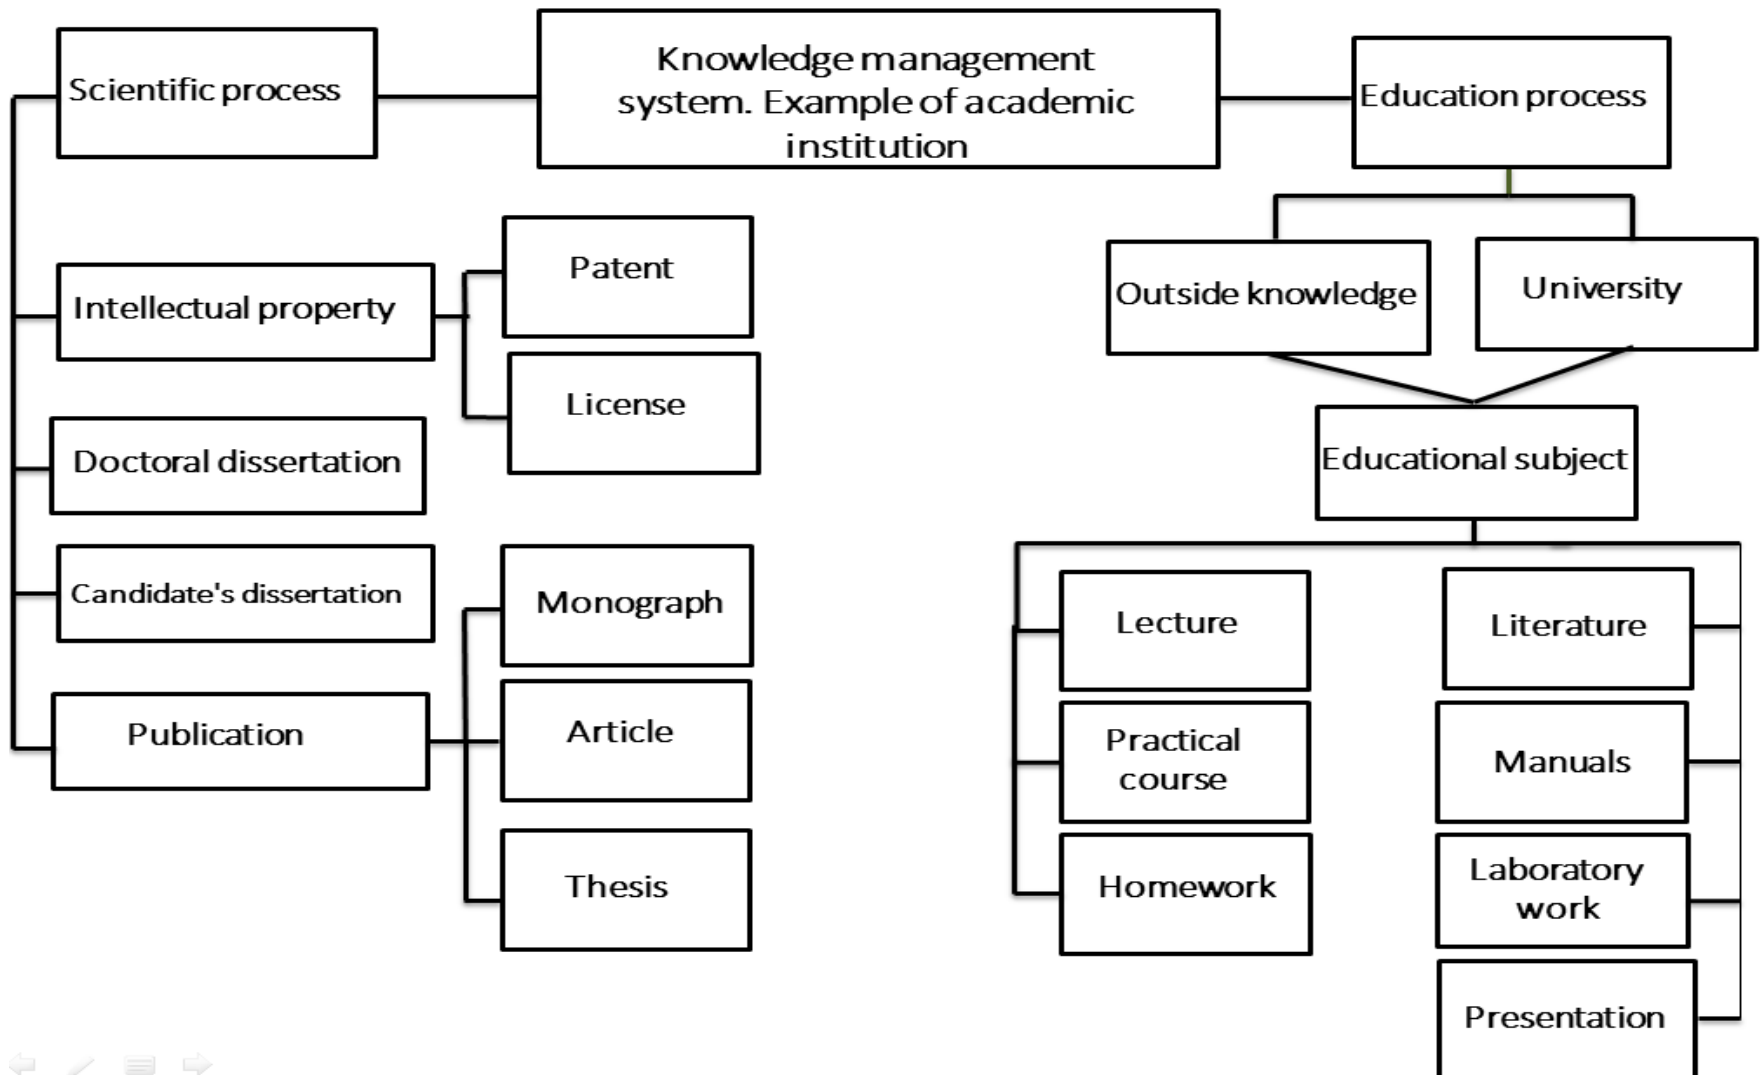 Scientific process
Knowledge management
system. Example of academic
institution
Education process
Intellectual property
Patent
License
Doctoral dissertation
Candidate's dissertation
Publication
Monograph
Article
Thesis
Outside knowledge
University
Educational subject
Lecture
Practical
course
Homework
Literature
Manuals
Laboratory
work
Presentation